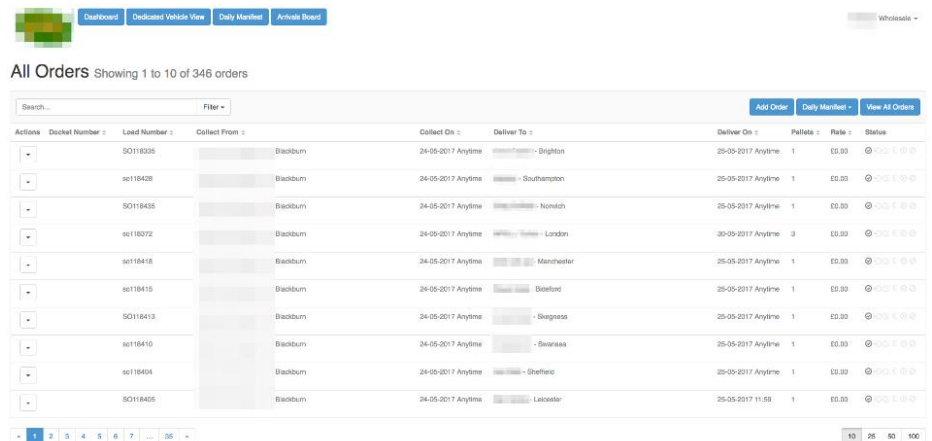 Dashboard Dedicated Vehicle View Daily Manifest Arrivals Board Wholesale
All Orders Showing 1 to 10 of 346 orders
Search... Filter Add Order Daily Manifest View All Orders
Actions Docket Number Load Number Collect From Collect On Deliver To Deliver On Pallets Rate Status
SO118335 Blackburn 24-05-2017 Anytime - Brighton 25-05-2017 Anytime 1 £0.00
so118428 Blackburn 24-05-2017 Anytime - Southampton 25-05-2017 Anytime 1 £0.00
SO118435 Blackburn 24-05-2017 Anytime - Norwich 25-05-2017 Anytime 1 £0.00
so118372 Blackburn 24-05-2017 Anytime - London 30-05-2017 Anytime 3 £0.00
so118418 Blackburn 24-05-2017 Anytime - Manchester 25-05-2017 Anytime 1 £0.00
so118415 Blackburn 24-05-2017 Anytime Bideford 25-05-2017 Anytime 1 £0.00
SO118413 Blackburn 24-05-2017 Anytime - Skegness 25-05-2017 Anytime 1 £0.00
so118410 Blackburn 24-05-2017 Anytime - Swansea 25-05-2017 Anytime 1 £0.00
so118404 Blackburn 24-05-2017 Anytime - Sheffield 25-05-2017 Anytime 1 £0.00
SO118405 Blackburn 24-05-2017 Anytime - Leicester 25-05-2017 11:59 1 £0.00
« 1 2 3 4 5 6 7 ... 35 » 10 25 50 100